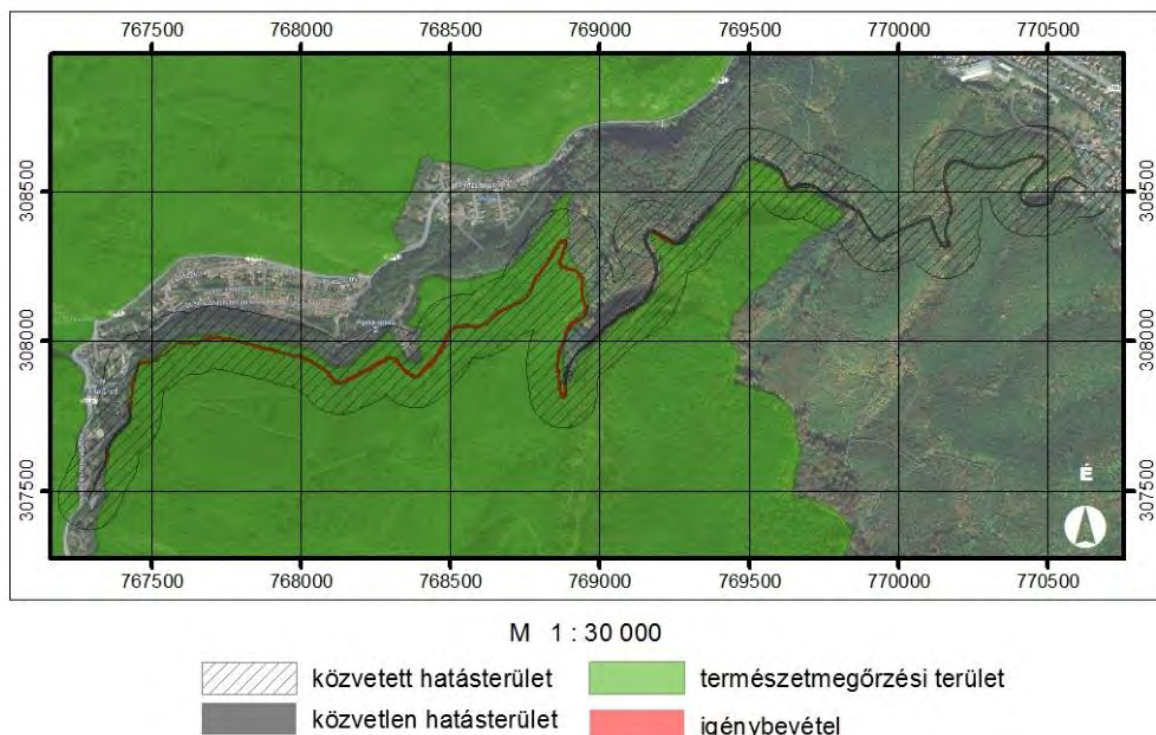 767500 768000 768500 769000 769500 770000 770500
308500 308500
308000 308000
307500 307500
É
767500 768000 768500 769000 769500 770000 770500
M 1 : 30 000
közvetett hatásterület természetmegőrzési terület
közvetlen hatásterület igénybevétel